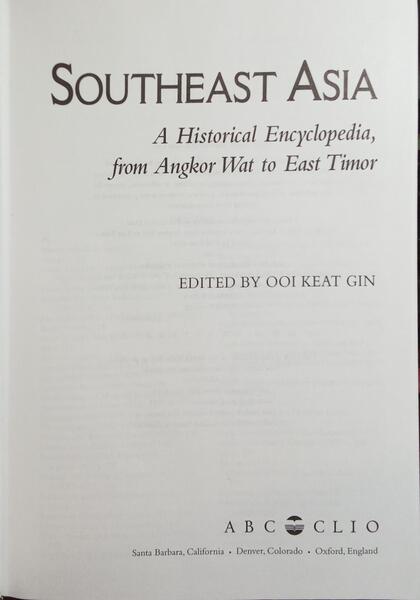 SOUTHEAST ASIA
A Historical Encyclopedia,
from Angkor Wat to East Timor
EDITED BY OOI KEAT GIN
ABC CLIO
Santa Barbara, California • Denver, Colorado • Oxford, England